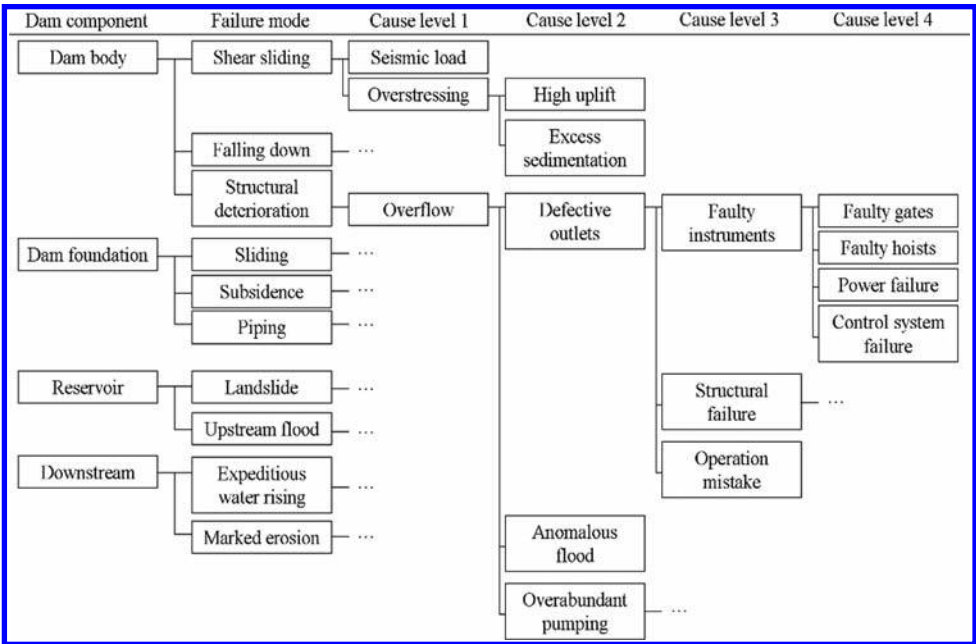 Dam component Failure mode Cause level 1 Cause level 2 Cause level 3 Cause level 4
Dam body Shear sliding Seismic load
Overstressing High uplift
Excess
sedimentation
Falling down ...
Structural
deterioration
Overflow Defective
outlets
Faulty
instruments
Faulty gates
Faulty hoists
Power failure
Control system
failure
Dam foundation Sliding ...
Subsidence ...
Piping ...
Reservoir Landslide ...
Structural
failure
...
Upstream flood ...
Operation
mistake
Downstream Expeditious
water rising
...
Marked erosion ...
Anomalous
flood
Overabundant
pumping
...